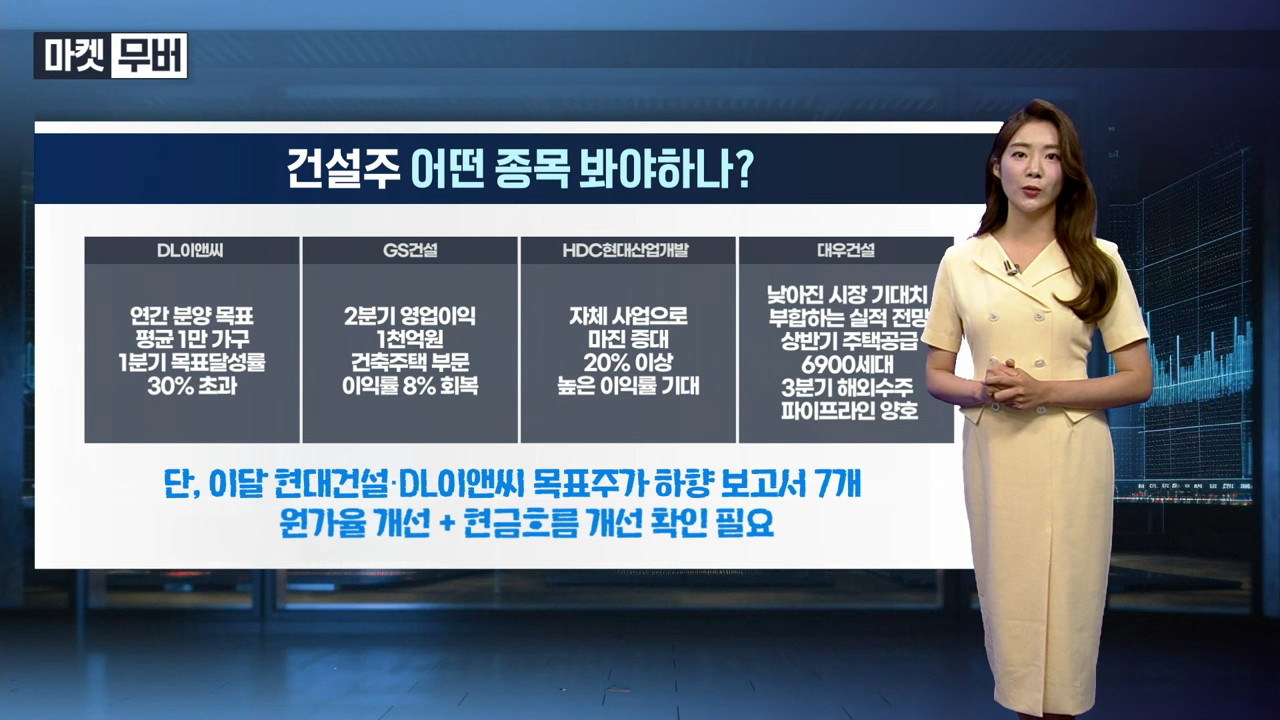 마켓 무버
건설주 어떤 종목 봐야하나?
DL이앤씨
연간 분양 목표
평균 1만 가구
1분기 목표달성률
30% 초과
GS건설
2분기 영업이익
1천억원
건축주택 부문
이익률 8% 회복
HDC현대산업개발
자체 사업으로
마진 증대
20% 이상
높은 이익률 기대
대우건설
낮아진 시장 기대치
부합하는 실적 전망
상반기 주택공급
6900세대
3분기 해외수주
파이프라인 양호
단, 이달 현대건설·DL이앤씨 목표주가 하향 보고서 7개
원가율 개선 + 현금흐름 개선 확인 필요